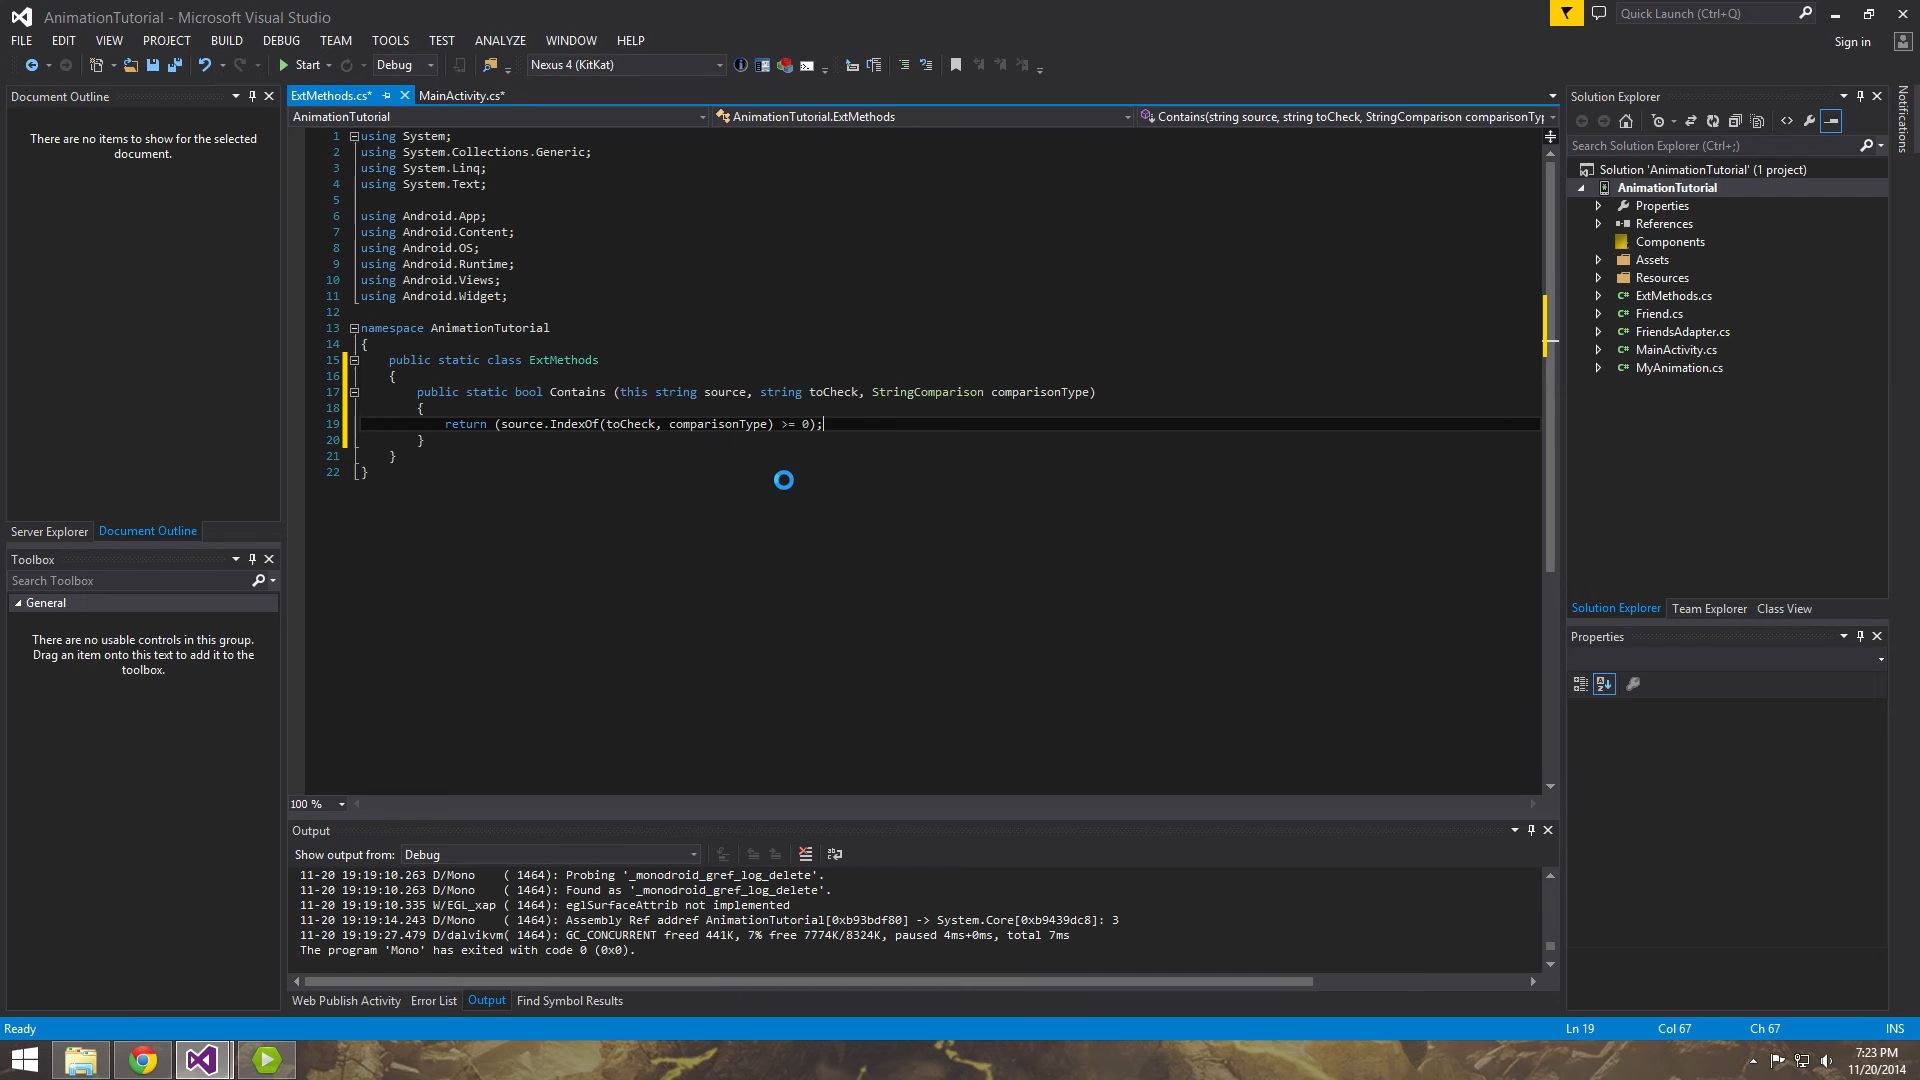 AnimationTutorial - Microsoft Visual Studio
Quick Launch (Ctrl+Q)
FILE EDIT VIEW PROJECT BUILD DEBUG TEAM TOOLS TEST ANALYZE WINDOW HELP
Sign in
Start Debug Nexus 4 (KitKat)
Document Outline
There are no items to show for the selected
document.
Server Explorer Document Outline
Toolbox
Search Toolbox
General
There are no usable controls in this group.
Drag an item onto this text to add it to the
toolbox.
ExtMethods.cs* MainActivity.cs*
AnimationTutorial AnimationTutorial.ExtMethods Contains(string source, string toCheck, StringComparison comparisonTyp
1 using System;
2 using System.Collections.Generic;
3 using System.Linq;
4 using System.Text;
5
6 using Android.App;
7 using Android.Content;
8 using Android.OS;
9 using Android.Runtime;
10 using Android.Views;
11 using Android.Widget;
12
13 namespace AnimationTutorial
14 {
15 public static class ExtMethods
16 {
17 public static bool Contains (this string source, string toCheck, StringComparison comparisonType)
18 {
19 return (source.IndexOf(toCheck, comparisonType) >= 0);
20 }
21 }
22 }
100 %
Output
Show output from: Debug
11-20 19:19:10.263 D/Mono ( 1464): Probing '_monodroid_gref_log_delete'.
11-20 19:19:10.263 D/Mono ( 1464): Found as '_monodroid_gref_log_delete'.
11-20 19:19:10.335 W/EGL_xap ( 1464): eglSurfaceAttrib not implemented
11-20 19:19:14.243 D/Mono ( 1464): Assembly Ref addref AnimationTutorial[0xb93bdf80] -> System.Core[0xb9439dc8]: 3
11-20 19:19:27.479 D/dalvikvm( 1464): GC_CONCURRENT freed 441K, 7% free 7774K/8324K, paused 4ms+0ms, total 7ms
The program 'Mono' has exited with code 0 (0x0).
Web Publish Activity Error List Output Find Symbol Results
Solution Explorer
Search Solution Explorer (Ctrl+;)
Solution 'AnimationTutorial' (1 project)
AnimationTutorial
Properties
References
Components
Assets
Resources
C# ExtMethods.cs
C# Friend.cs
C# FriendsAdapter.cs
C# MainActivity.cs
C# MyAnimation.cs
Solution Explorer Team Explorer Class View
Properties
Notifications
Ready Ln 19 Col 67 Ch 67 INS
7:23 PM
11/20/2014